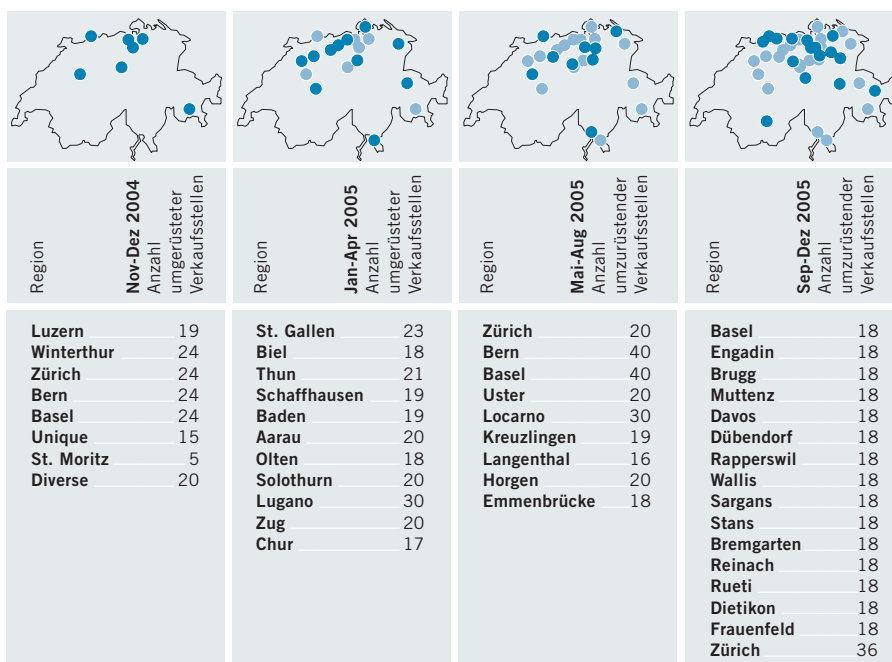 Region
Nov-Dez 2004
Anzahl
umgerüsteter
Verkaufsstellen
Luzern 19
Winterthur 24
Zürich 24
Bern 24
Basel 24
Unique 15
St. Moritz 5
Diverse 20
Region
Jan-Apr 2005
Anzahl
umgerüsteter
Verkaufsstellen
St. Gallen 23
Biel 18
Thun 21
Schaffhausen 19
Baden 19
Aarau 20
Olten 18
Solothurn 20
Lugano 30
Zug 20
Chur 17
Region
Mai-Aug 2005
Anzahl
umzurüstender
Verkaufsstellen
Zürich 20
Bern 40
Basel 40
Uster 20
Locarno 30
Kreuzlingen 19
Langenthal 16
Horgen 20
Emmenbrücke 18
Region
Sep-Dez 2005
Anzahl
umzurüstender
Verkaufsstellen
Basel 18
Engadin 18
Brugg 18
Muttenz 18
Davos 18
Dübendorf 18
Rapperswil 18
Wallis 18
Sargans 18
Stans 18
Bremgarten 18
Reinach 18
Rueti 18
Dietikon 18
Frauenfeld 18
Zürich 36